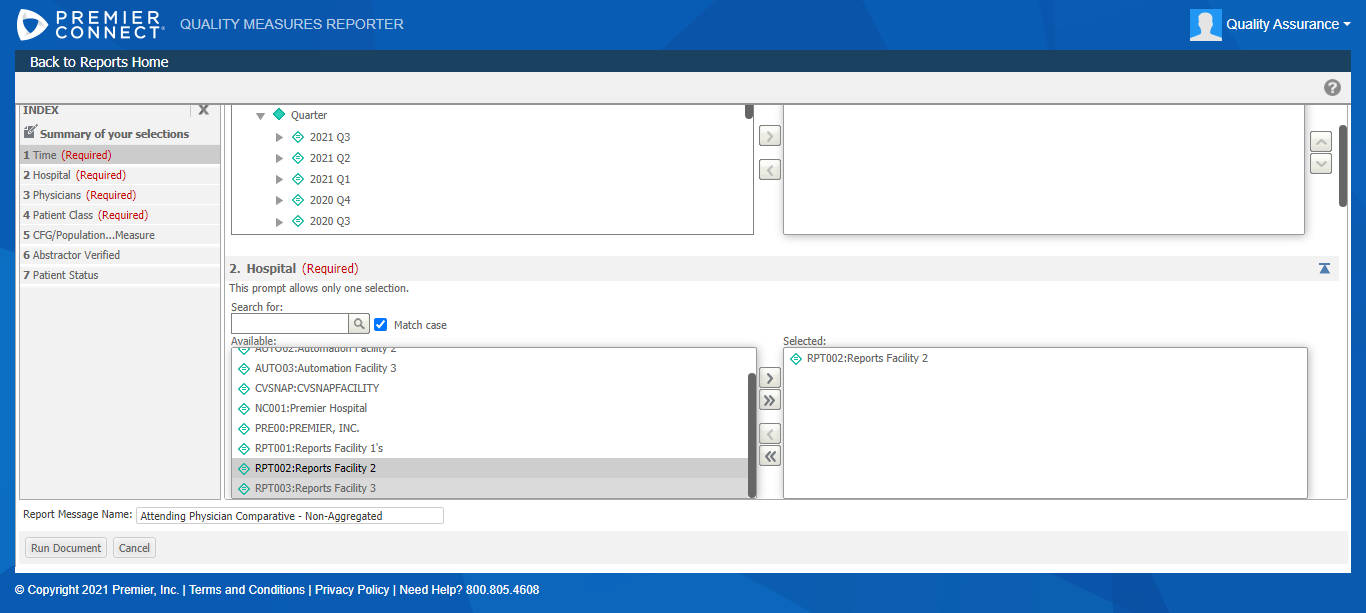 PREMIER
CONNECT
QUALITY MEASURES REPORTER
Quality Assurance
Back to Reports Home
INDEX
Summary of your selections
1 Time (Required)
2 Hospital (Required)
3 Physicians (Required)
4 Patient Class (Required)
5 CFG/Population...Measure
6 Abstractor Verified
7 Patient Status
Quarter
2021 Q3
2021 Q2
2021 Q1
2020 Q4
2020 Q3
2. Hospital (Required)
This prompt allows only one selection.
Search for:
Match case
Available:
AUTO02:Automation Facility 2
AUTO03:Automation Facility 3
CVSNAP:CVSNAPFACILITY
NC001:Premier Hospital
PRE00:PREMIER, INC.
RPT001:Reports Facility 1's
RPT002:Reports Facility 2
RPT003:Reports Facility 3
Selected:
RPT002:Reports Facility 2
Report Message Name: Attending Physician Comparative - Non-Aggregated
Run Document Cancel
© Copyright 2021 Premier, Inc. | Terms and Conditions | Privacy Policy | Need Help? 800.805.4608